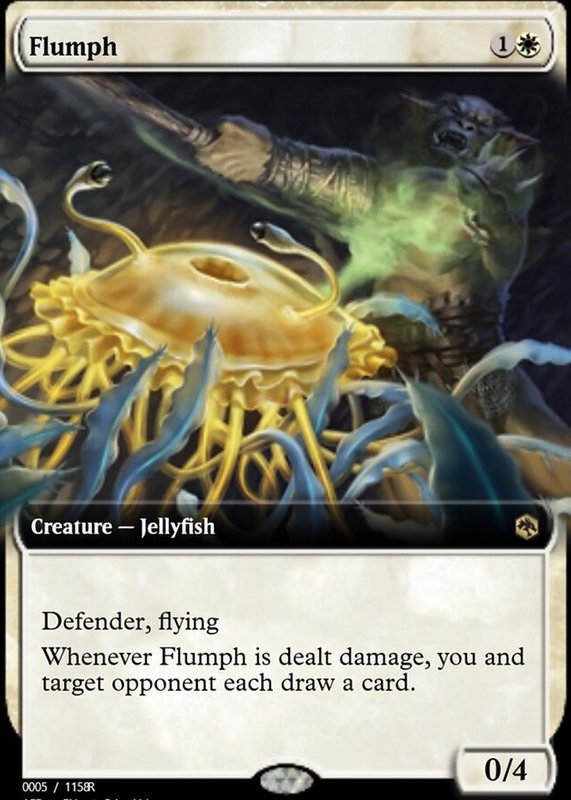 Flumph
1
Creature — Jellyfish
Defender, flying
Whenever Flumph is dealt damage, you and
target opponent each draw a card.
0/4
0005 / 1158R